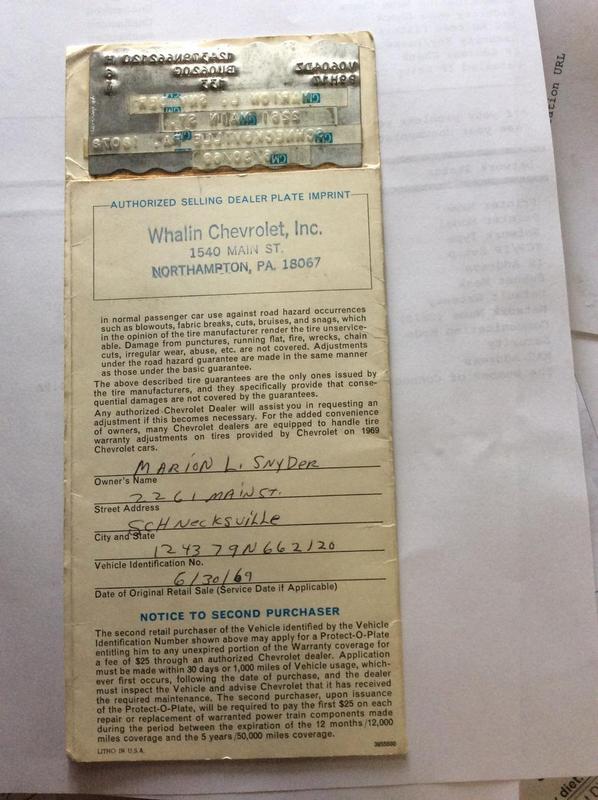 AUTHORIZED SELLING DEALER PLATE IMPRINT
Whalin Chevrolet, Inc.
1540 MAIN ST.
NORTHAMPTON, PA. 18067
in normal passenger car use against road hazard occurrences
such as blowouts, fabric breaks, cuts, bruises, and snags, which
in the opinion of the tire manufacturer render the tire unservice-
able. Damage from punctures, running flat, fire, wrecks, chain
cuts, irregular wear, abuse, etc. are not covered. Adjustments
under the road hazard guarantee are made in the same manner
as those under the basic guarantee.
The above described tire guarantees are the only ones issued by
the tire manufacturers, and they specifically provide that conse-
quential damages are not covered by the guarantees.
Any authorized Chevrolet Dealer will assist you in requesting an
adjustment if this becomes necessary. For the added convenience
of owners, many Chevrolet dealers are equipped to handle tire
warranty adjustments on tires provided by Chevrolet on 1969
Chevrolet cars.
MARION L. SNYDER
Owner's Name
2261 MAIN ST.
Street Address
SCHNECKSVILLE
City and State
124379N662120
Vehicle Identification No.
6/30/69
Date of Original Retail Sale (Service Date if Applicable)
NOTICE TO SECOND PURCHASER
The second retail purchaser of the Vehicle identified by the Vehicle
Identification Number shown above may apply for a Protect-O-Plate
entitling him to any unexpired portion of the Warranty coverage for
a fee of $25 through an authorized Chevrolet dealer. Application
must be made within 30 days or 1,000 miles of Vehicle usage, which-
ever first occurs, following the date of purchase, and the dealer
must inspect the Vehicle and advise Chevrolet that it has received
the required maintenance. The second purchaser, upon issuance
of the Protect-O-Plate, will be required to pay the first $25 on each
repair or replacement of warranted power train components made
during the period between the expiration of the 12 months/12,000
miles coverage and the 5 years/50,000 miles coverage.
LITHO IN U.S.A.